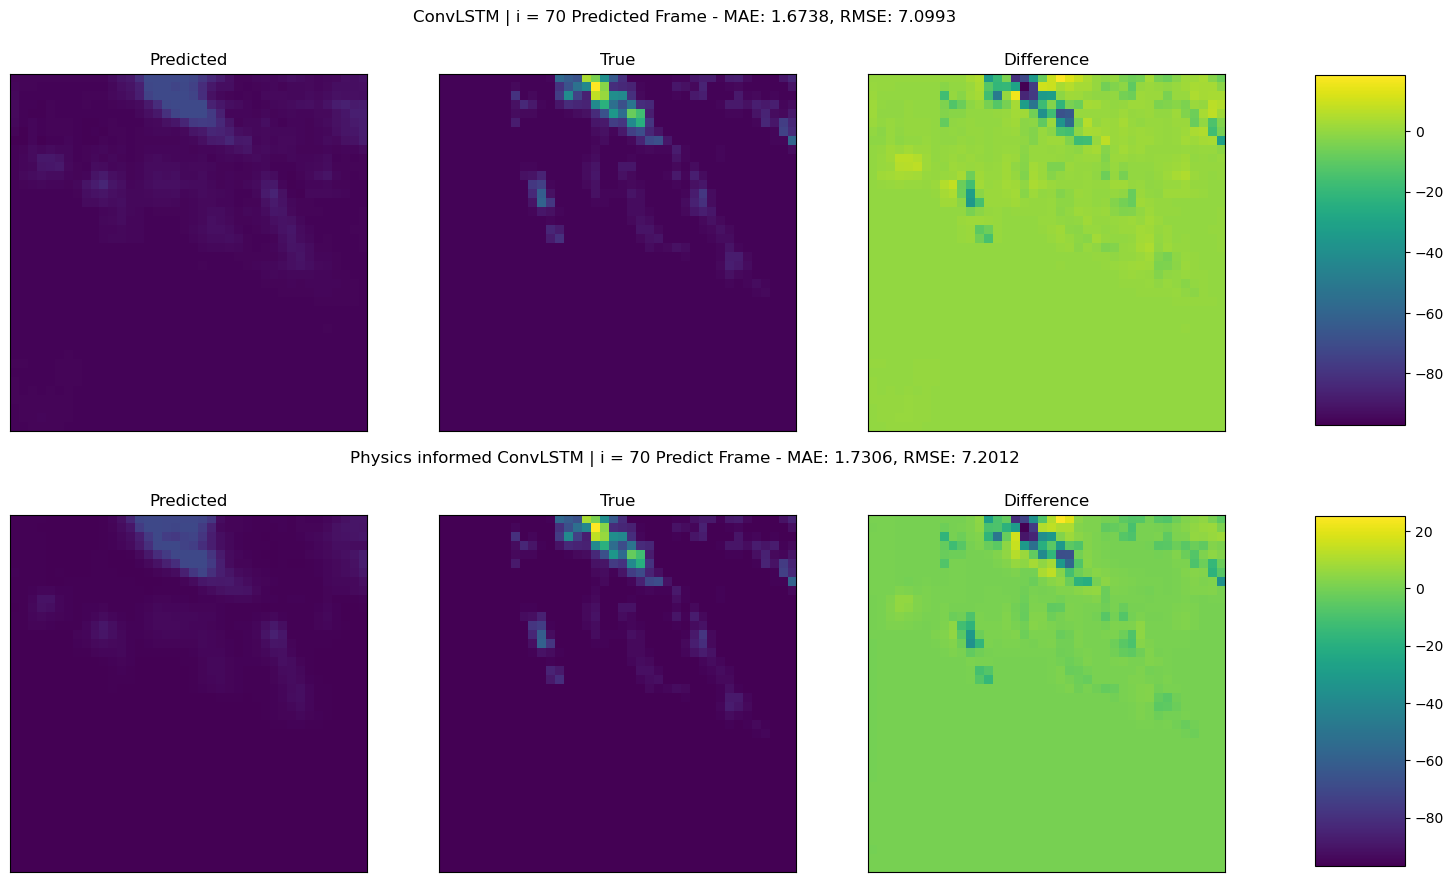 ConvLSTM | i = 70 Predicted Frame - MAE: 1.6738, RMSE: 7.0993
Predicted
True
Difference
0
−20
−40
−60
−80
Physics informed ConvLSTM | i = 70 Predict Frame - MAE: 1.7306, RMSE: 7.2012
Predicted
True
Difference
20
0
−20
−40
−60
−80